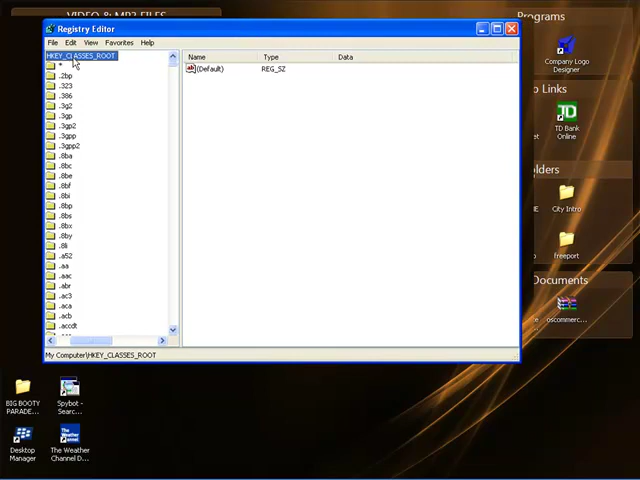 VIDEO & MP3 FILES
Programs
Registry Editor
File Edit View Favorites Help
HKEY_CLASSES_ROOT
*
.2bp
.323
.386
.3g2
.3gp
.3gp2
.3gpp
.3gpp2
.8ba
.8bc
.8be
.8bf
.8bi
.8bp
.8bs
.8bx
.8by
.8li
.a52
.aa
.aac
.abr
.ac3
.aca
.acb
.accdt
Name Type Data
ab
(Default) REG_SZ
My Computer\HKEY_CLASSES_ROOT
Company Logo
Designer
Links
TD
TD Bank
Online
olders
City Intro
freeport
Documents
oscommerc...
BIG BOOTY
PARADE...
Spybot -
Searc...
Desktop
Manager
The Weather
Channel D...